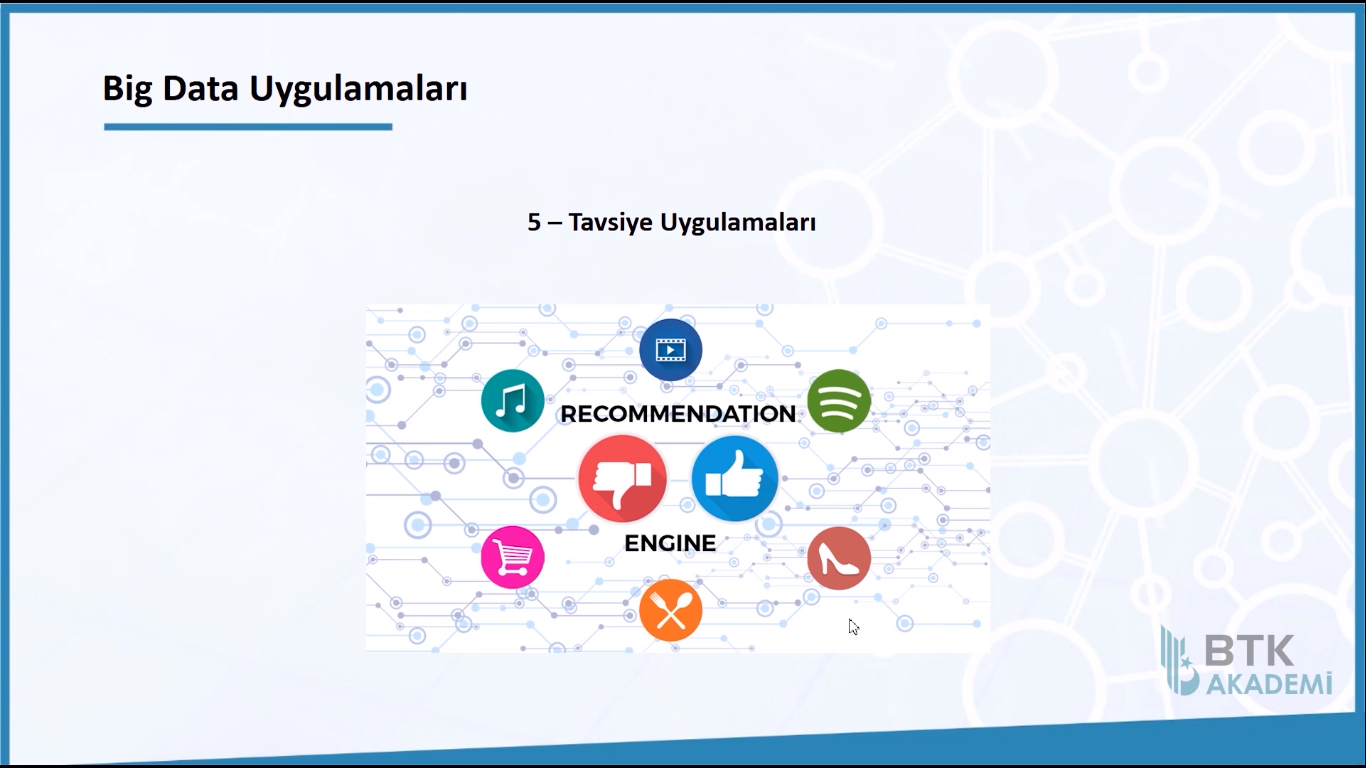 Big Data Uygulamaları
5 – Tavsiye Uygulamaları
RECOMMENDATION
ENGINE
BTK
AKADEMİ